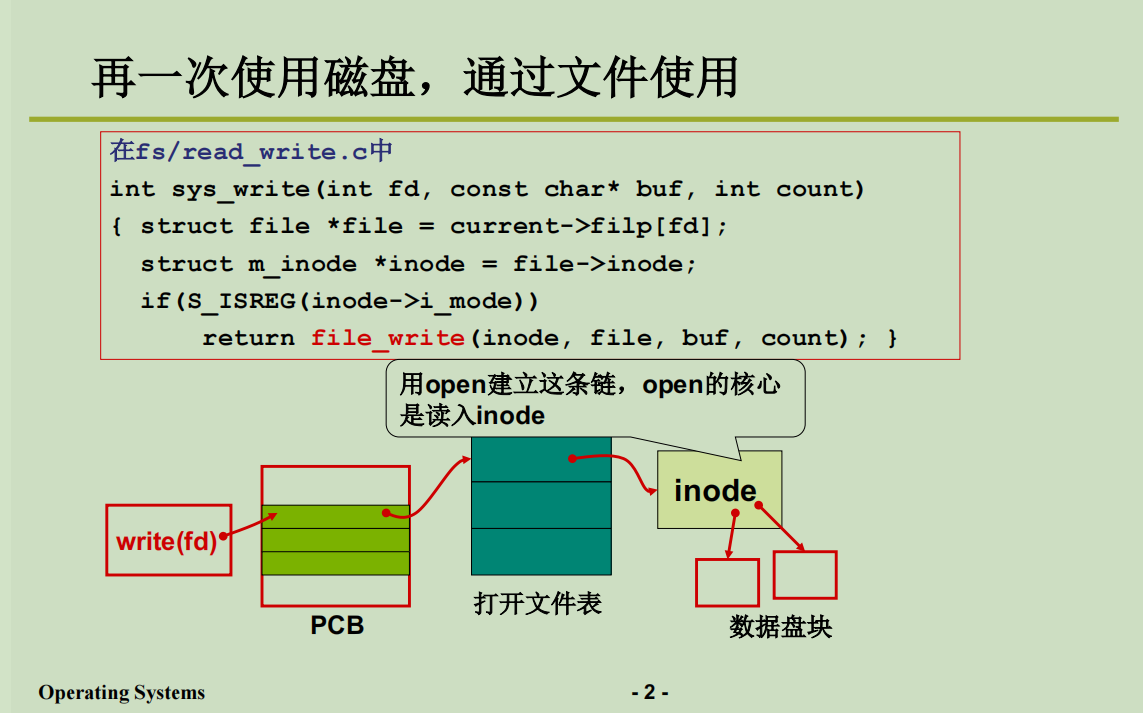 再一次使用磁盘，通过文件使用
在fs/read_write.c中
int sys_write(int fd, const char* buf, int count)
{ struct file *file = current->filp[fd];
struct m_inode *inode = file->inode;
if(S_ISREG(inode->i_mode))
return file_write(inode, file, buf, count); }
用open建立这条链，open的核心
是读入inode
inode
write(fd)
打开文件表
PCB
数据盘块
Operating Systems
- 2 -